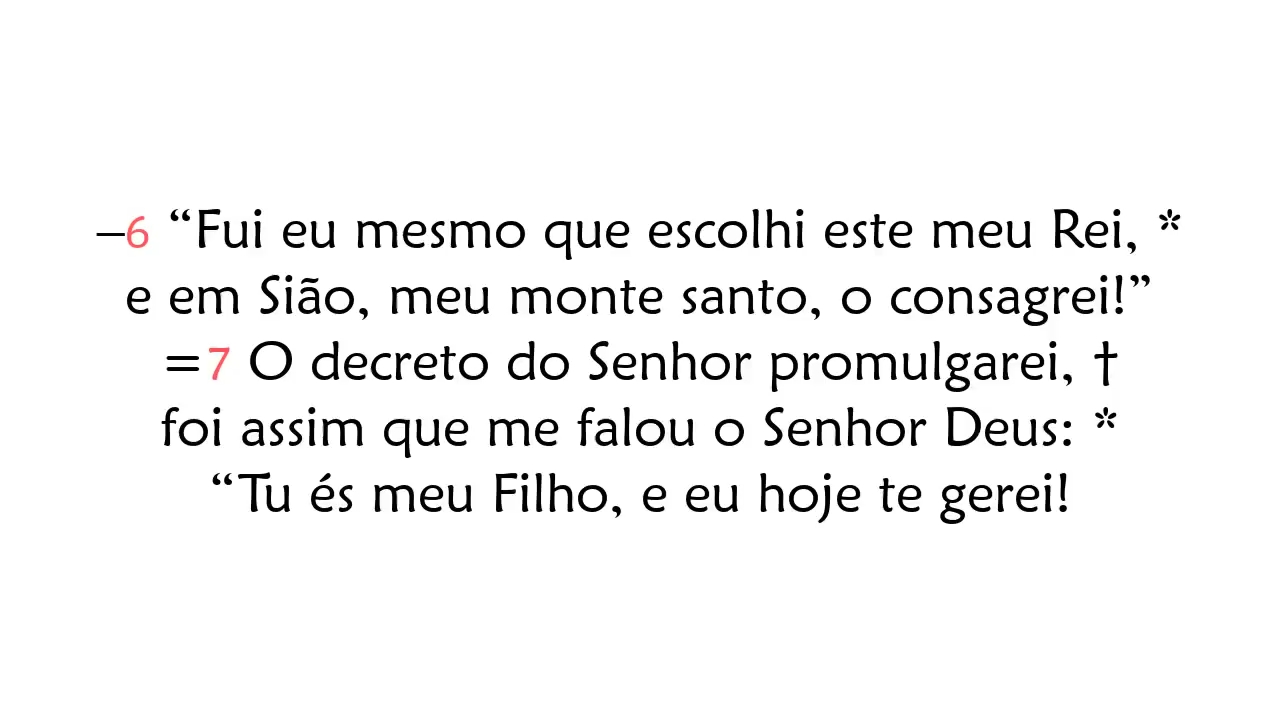 –6 “Fui eu mesmo que escolhi este meu Rei, *
e em Sião, meu monte santo, o consagrei!”
=7 O decreto do Senhor promulgarei, †
foi assim que me falou o Senhor Deus: *
“Tu és meu Filho, e eu hoje te gerei!